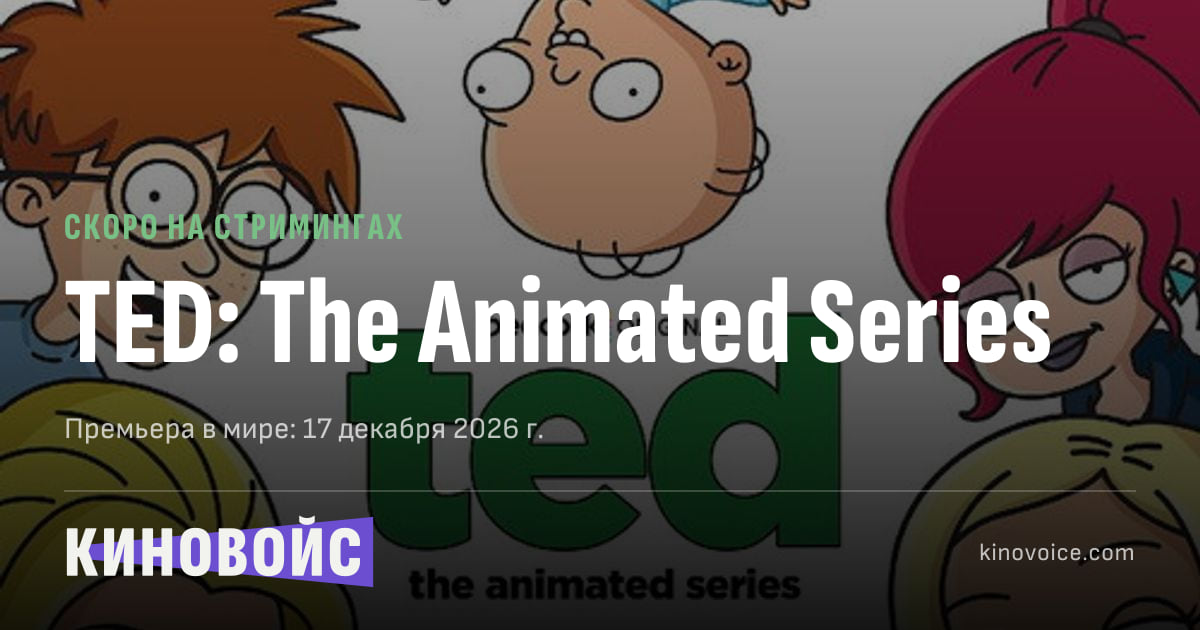 СКОРО НА СТРИМИНГАХ
TED: The Animated Series
Премьера в мире: 17 декабря 2026 г.
ted
КИНОВОЙС
kinovoice.com
the animated series